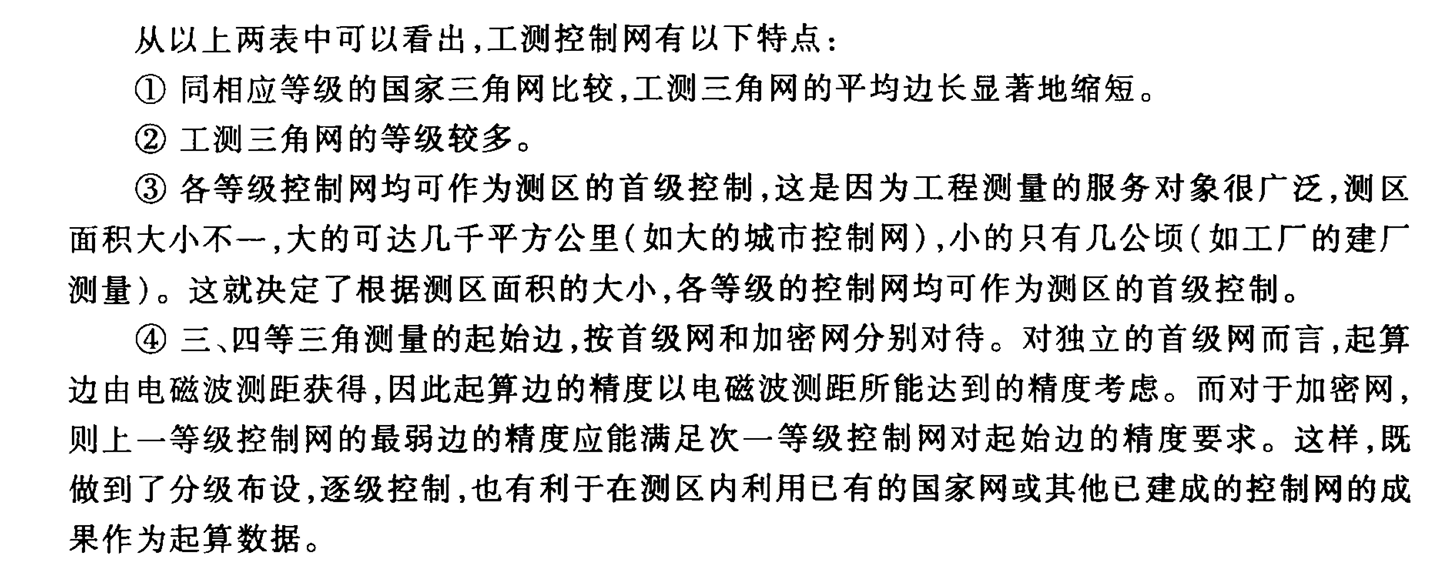 从以上两表中可以看出,工测控制网有以下特点:
① 同相应等级的国家三角网比较,工测三角网的平均边长显著地缩短。
② 工测三角网的等级较多。
③ 各等级控制网均可作为测区的首级控制,这是因为工程测量的服务对象很广泛,测区
面积大小不一,大的可达几千平方公里(如大的城市控制网),小的只有几公顷(如工厂的建厂
测量)。这就决定了根据测区面积的大小,各等级的控制网均可作为测区的首级控制。
④ 三、四等三角测量的起始边,按首级网和加密网分别对待。对独立的首级网而言,起算
边由电磁波测距获得,因此起算边的精度以电磁波测距所能达到的精度考虑。而对于加密网,
则上一等级控制网的最弱边的精度应能满足次一等级控制网对起始边的精度要求。这样,既
做到了分级布设,逐级控制,也有利于在测区内利用已有的国家网或其他已建成的控制网的成
果作为起算数据。